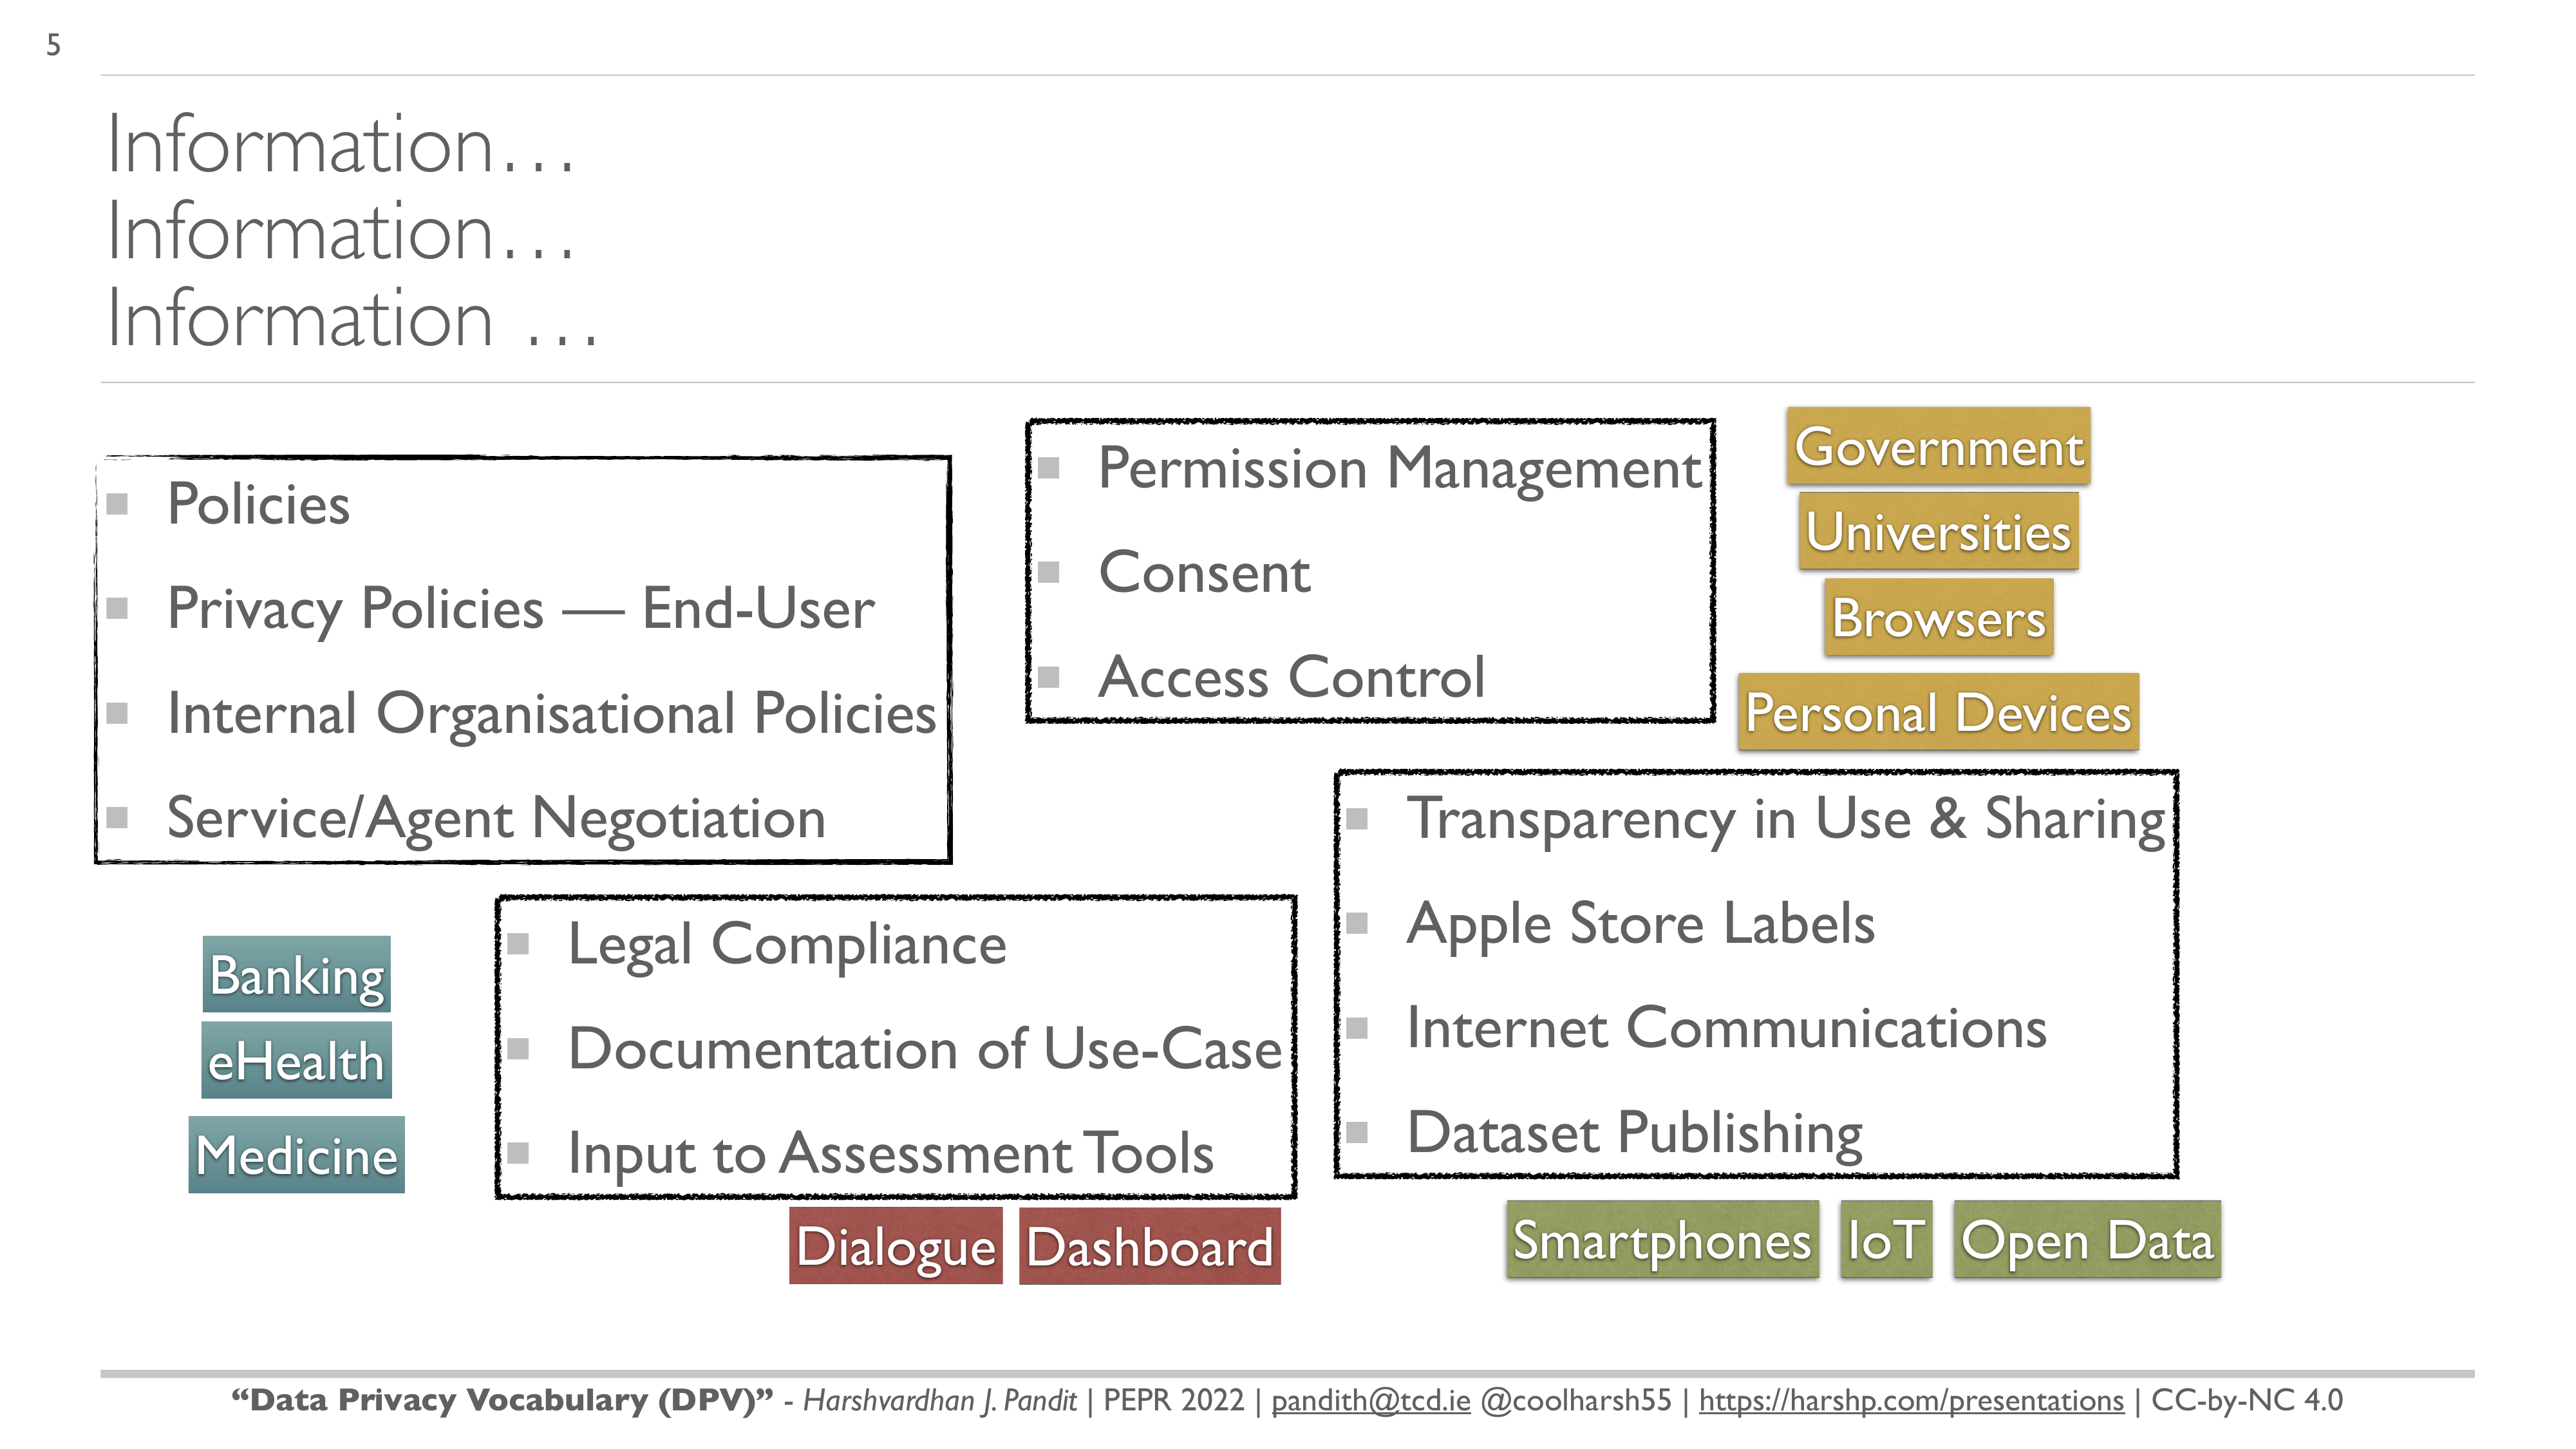 5
Information…
Information…
Information …
Policies
Privacy Policies — End-User
Internal Organisational Policies
Service/Agent Negotiation
Permission Management
Consent
Access Control
Government
Universities
Browsers
Personal Devices
Banking
eHealth
Medicine
Legal Compliance
Documentation of Use-Case
Input to Assessment Tools
Dialogue Dashboard
Transparency in Use & Sharing
Apple Store Labels
Internet Communications
Dataset Publishing
Smartphones IoT Open Data
“Data Privacy Vocabulary (DPV)” - Harshvardhan J. Pandit | PEPR 2022 | pandith@tcd.ie @coolharsh55 | https://harshp.com/presentations | CC-by-NC 4.0